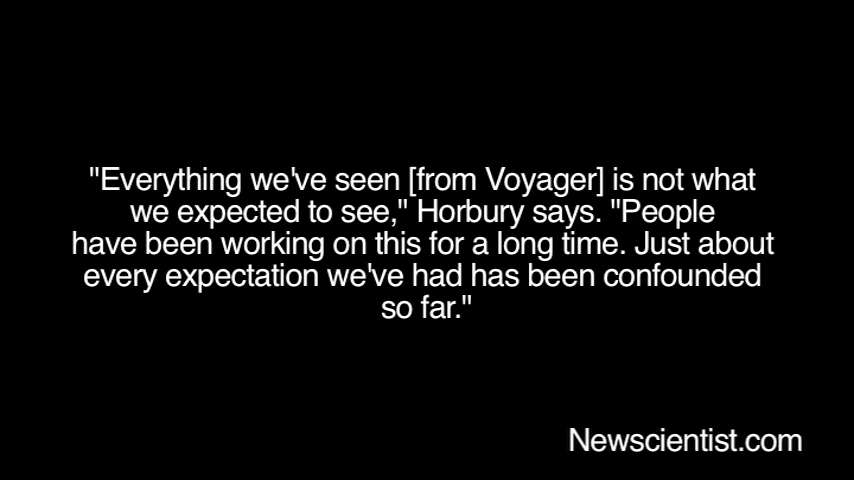 "Everything we've seen [from Voyager] is not what
we expected to see," Horbury says. "People
have been working on this for a long time. Just about
every expectation we've had has been confounded
so far."
Newscientist.com